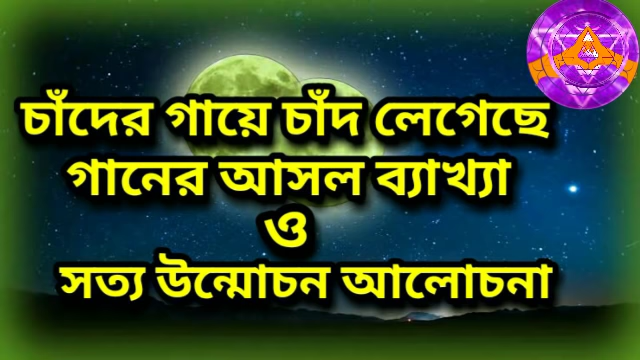 চাঁদের গায়ে চাঁদ লেগেছে
গানের আসল ব্যাখ্যা
ও
সত্য উন্মোচন আলোচনা